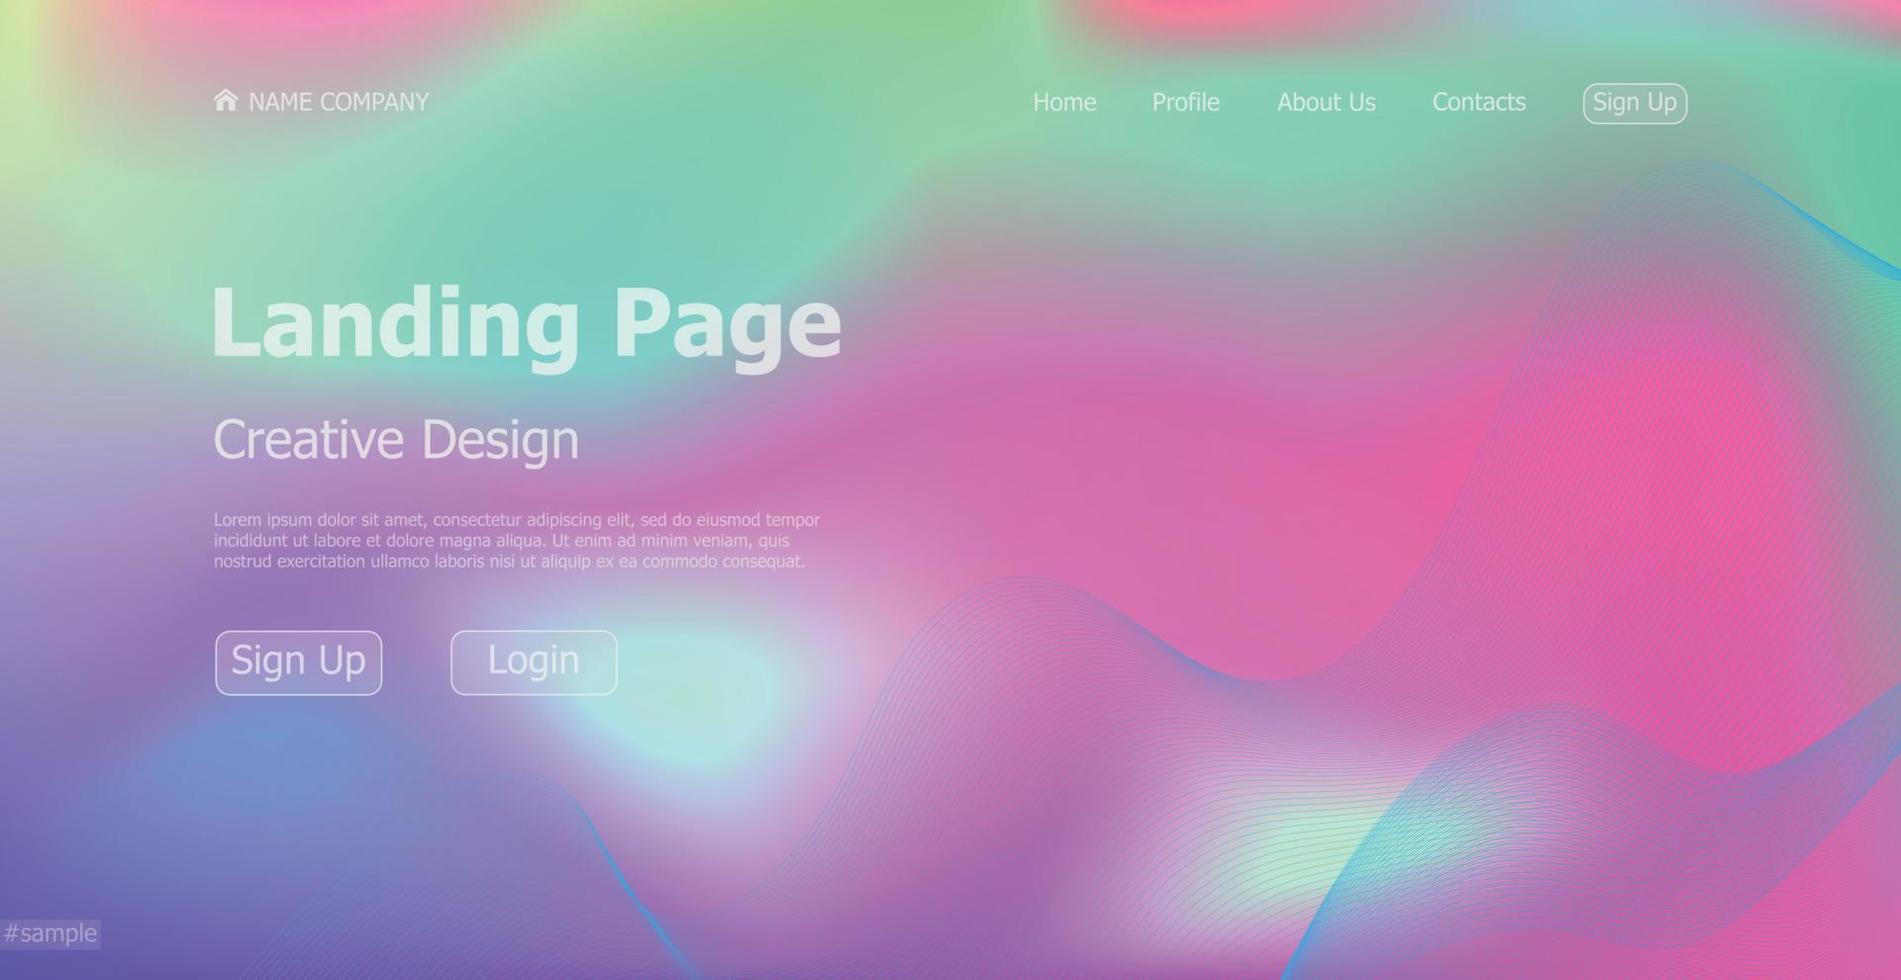 NAME COMPANY
Home Profile About Us Contacts Sign Up
Landing Page
Creative Design
Lorem ipsum dolor sit amet, consectetur adipiscing elit, sed do eiusmod tempor
incididunt ut labore et dolore magna aliqua. Ut enim ad minim veniam, quis
nostrud exercitation ullamco laboris nisi ut aliquip ex ea commodo consequat.
Sign Up Login
#sample